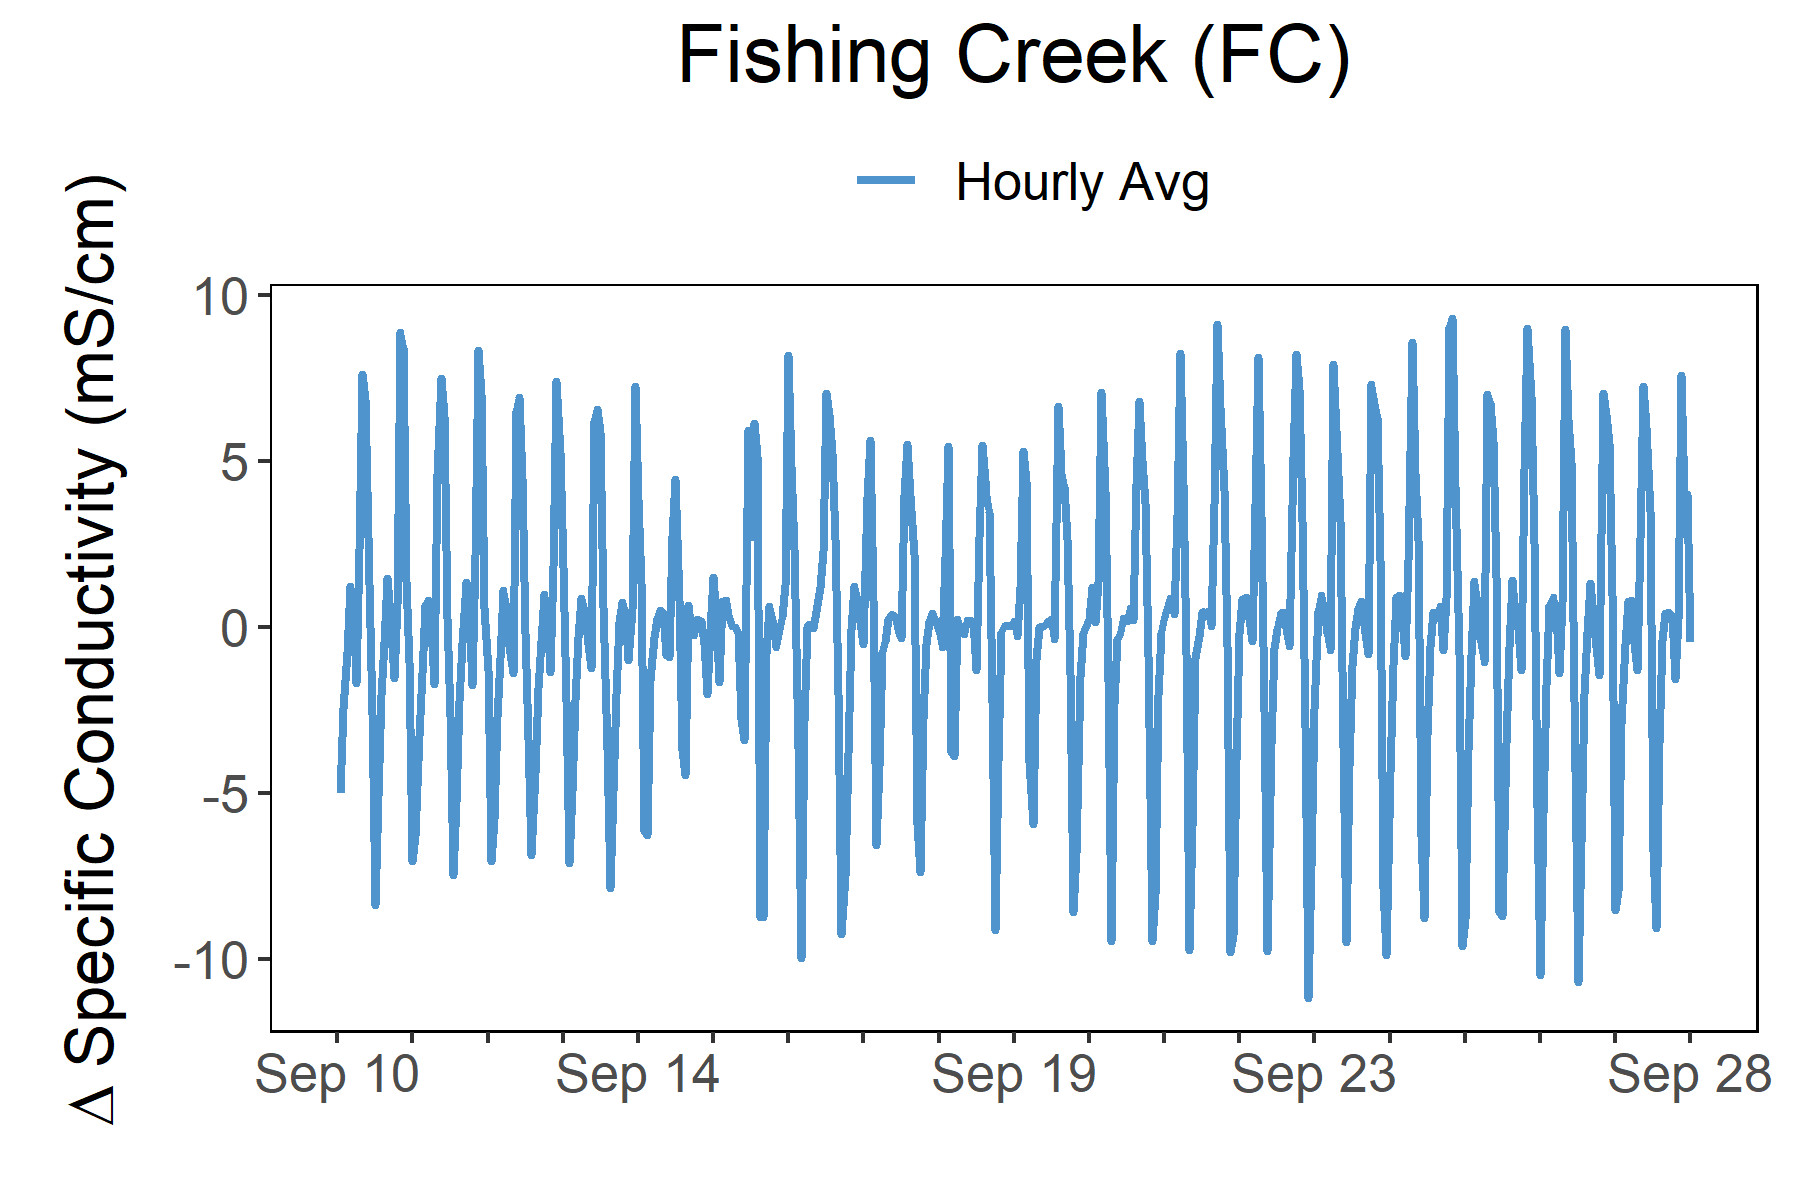 Fishing Creek (FC)
Hourly Avg
Δ Specific Conductivity (mS/cm)
10
5
0
-5
-10
Sep 10 Sep 14 Sep 19 Sep 23 Sep 28